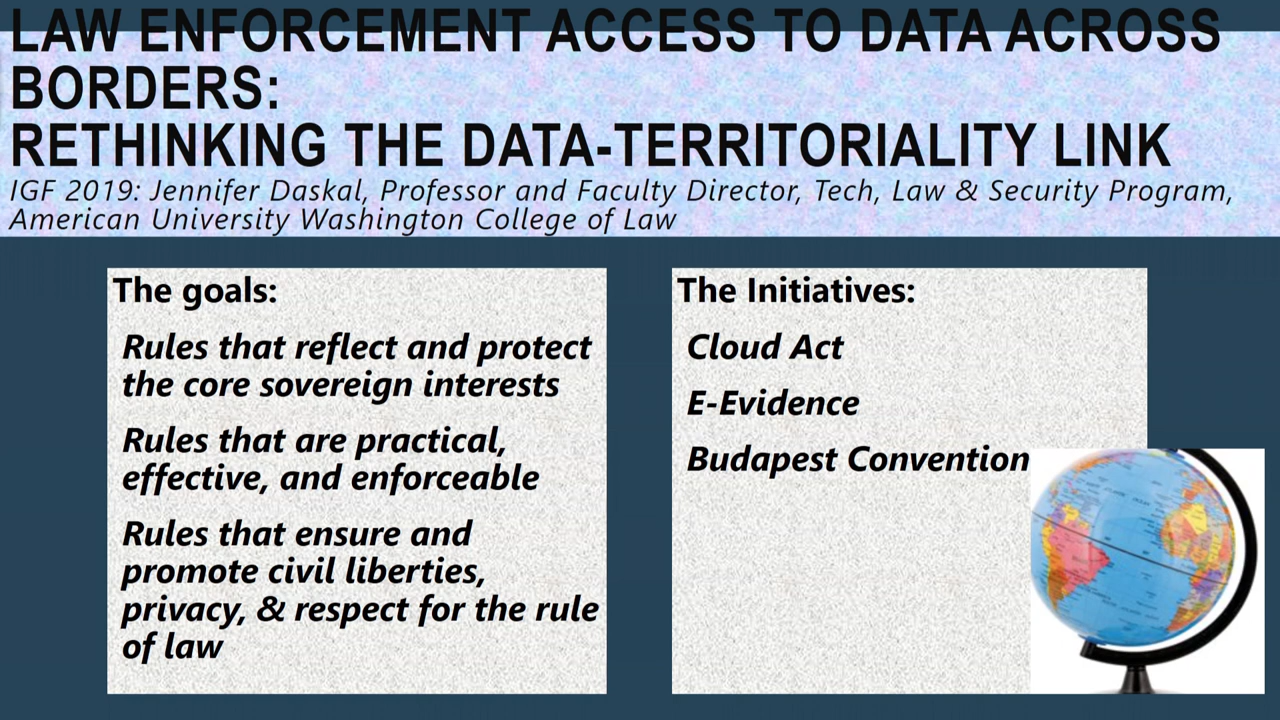 LAW ENFORCEMENT ACCESS TO DATA ACROSS
BORDERS:
RETHINKING THE DATA-TERRITORIALITY LINK
IGF 2019: Jennifer Daskal, Professor and Faculty Director, Tech, Law & Security Program,
American University Washington College of Law
The goals:
Rules that reflect and protect
the core sovereign interests
Rules that are practical,
effective, and enforceable
Rules that ensure and
promote civil liberties,
privacy, & respect for the rule
of law
The Initiatives:
Cloud Act
E-Evidence
Budapest Convention